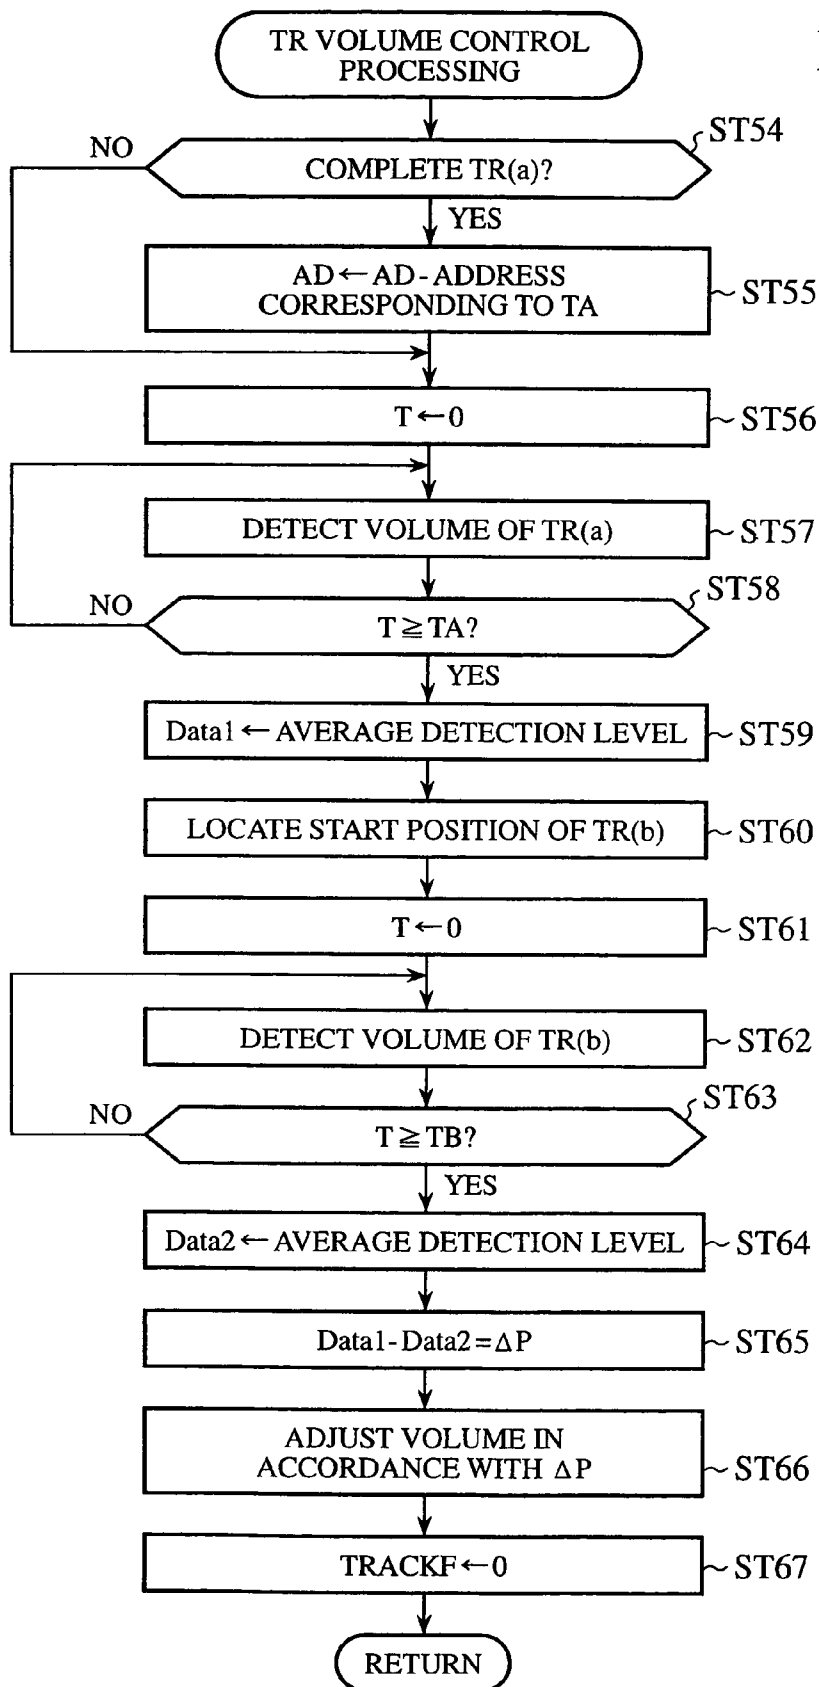 TR VOLUME CONTROL
PROCESSING
ST54
NO
COMPLETE TR(a)?
YES
AD←AD-ADDRESS
CORRESPONDING TO TA
ST55
T←0
ST56
DETECT VOLUME OF TR(a)
ST57
ST58
NO
T≧TA?
YES
Data1←AVERAGE DETECTION LEVEL
ST59
LOCATE START POSITION OF TR(b)
ST60
T←0
ST61
DETECT VOLUME OF TR(b)
ST62
ST63
NO
T≧TB?
YES
Data2←AVERAGE DETECTION LEVEL
ST64
Data1-Data2=ΔP
ST65
ADJUST VOLUME IN
ACCORDANCE WITH ΔP
ST66
TRACKF←0
ST67
RETURN